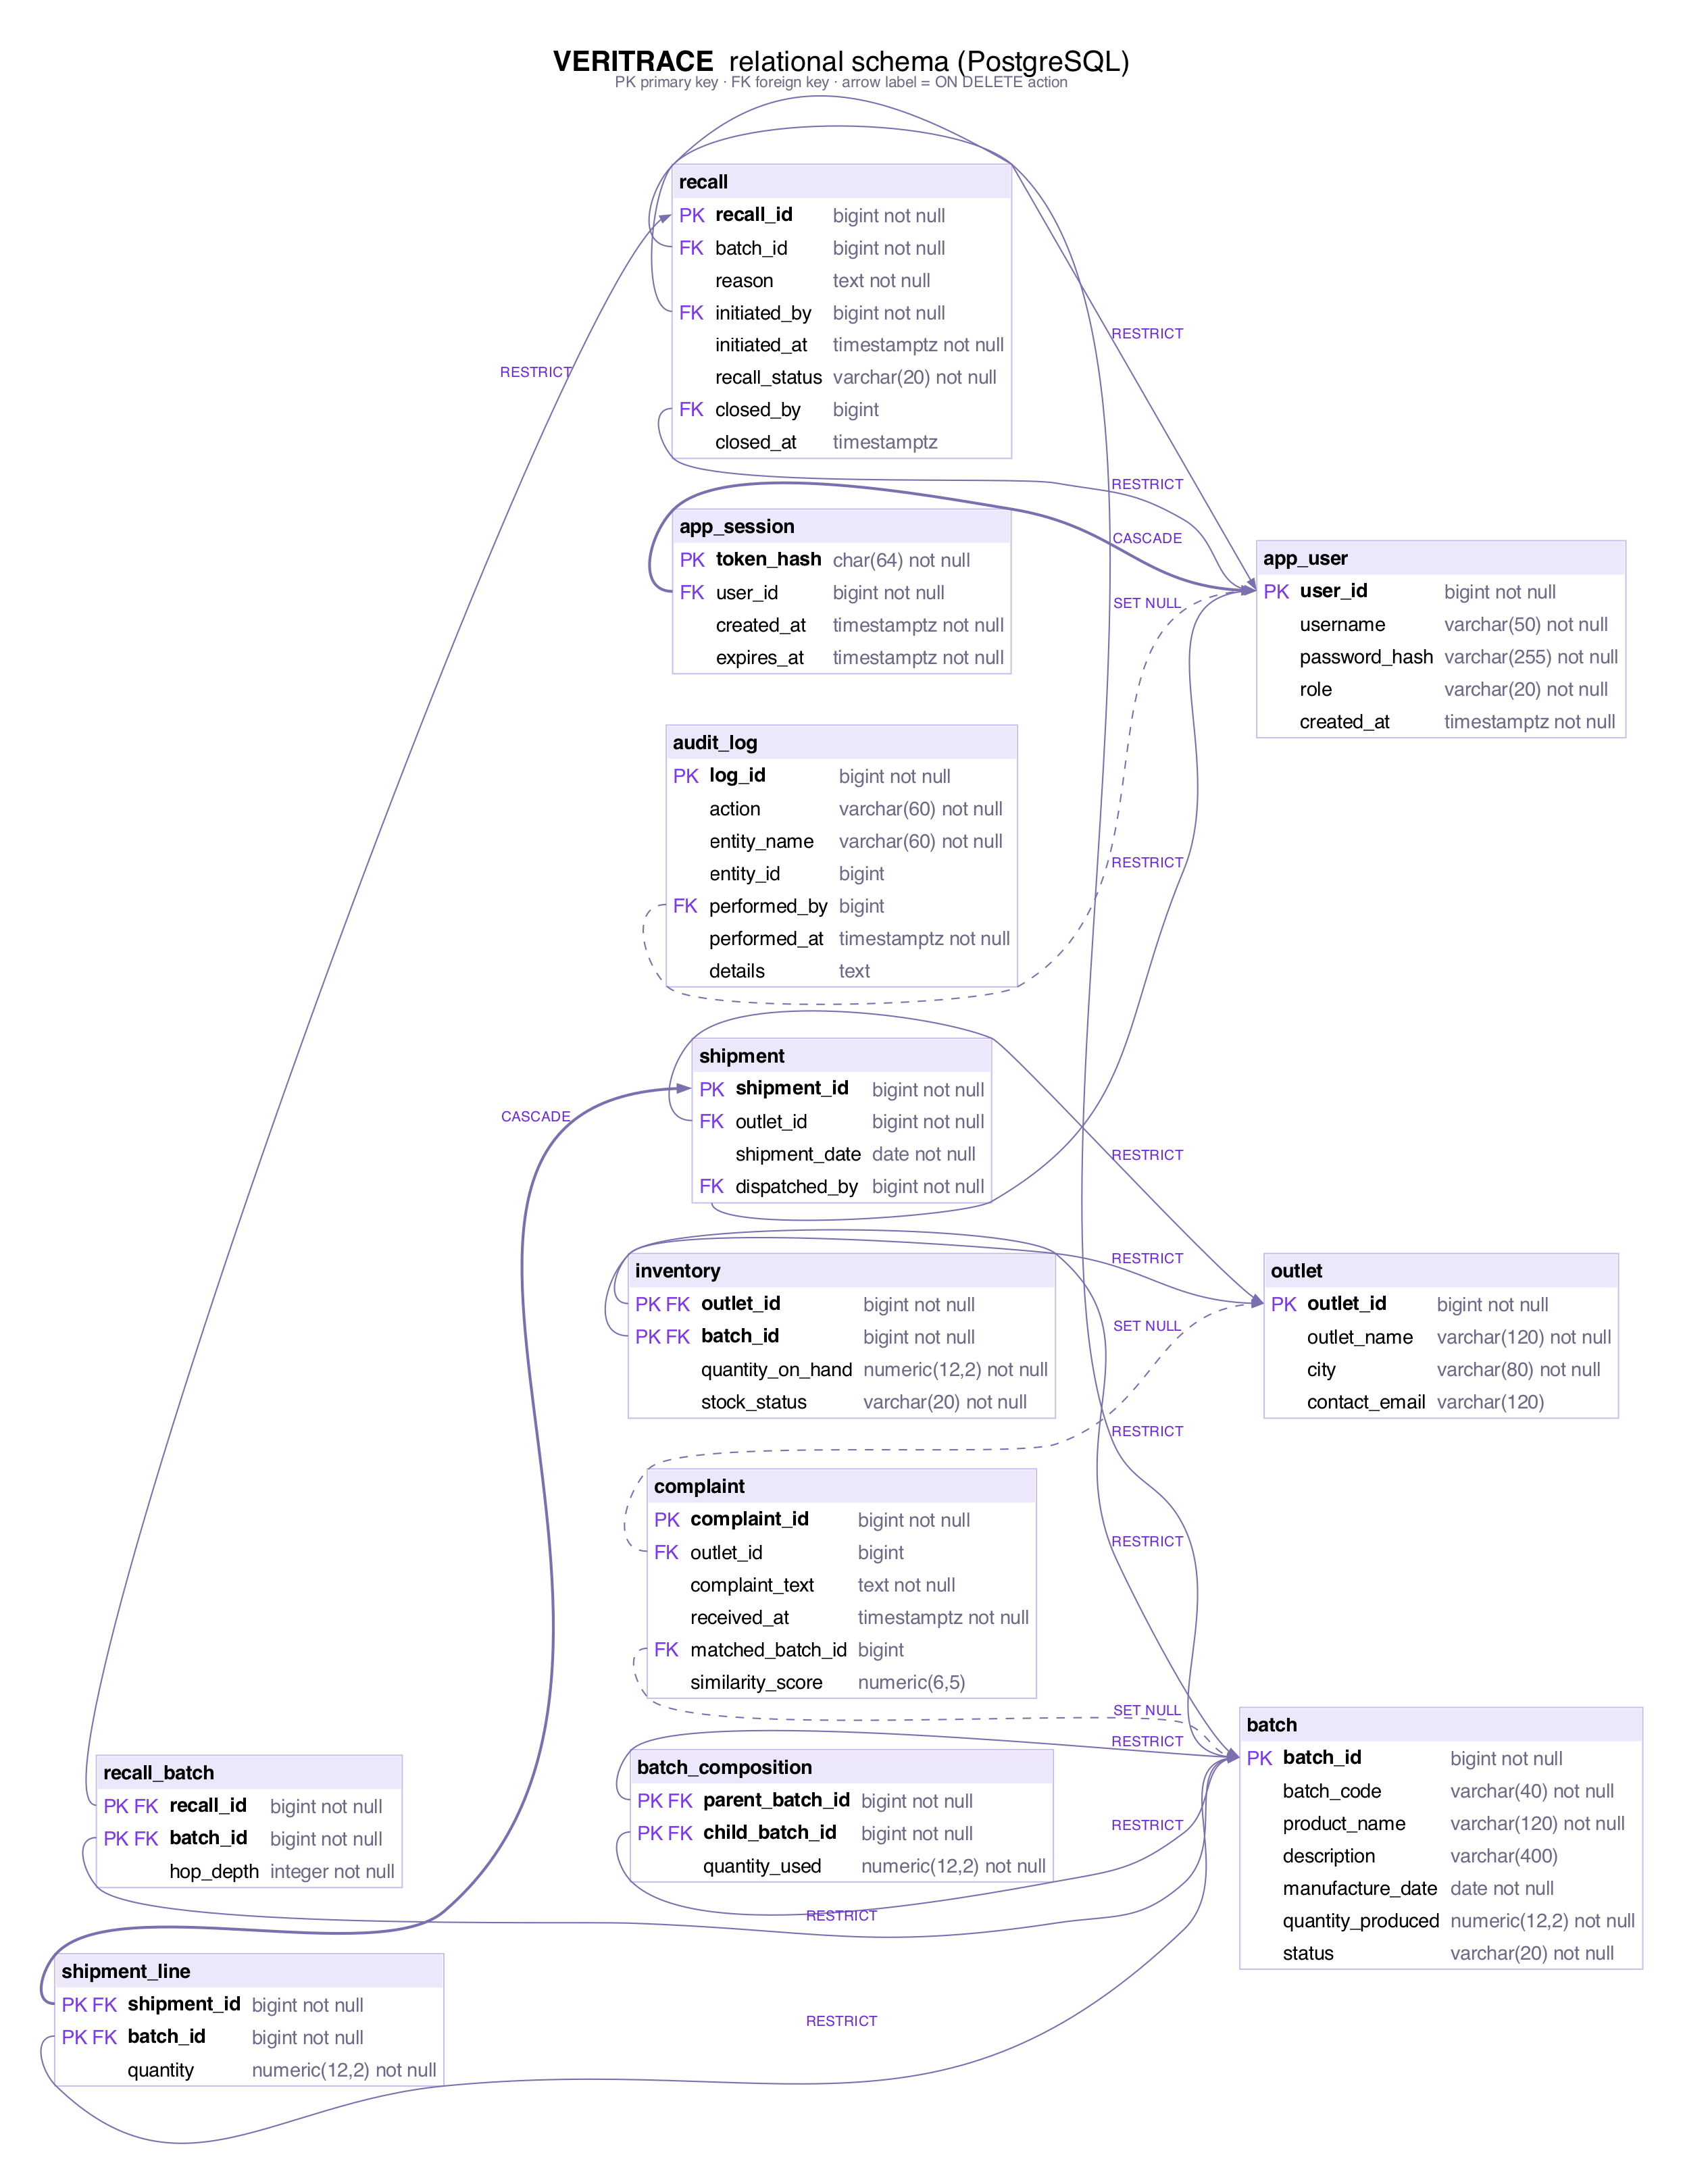 VERITRACE relational schema (PostgreSQL)
PK primary key · FK foreign key · arrow label = ON DELETE action
recall
PK recall_id bigint not null
FK batch_id bigint not null
reason text not null
FK initiated_by bigint not null
initiated_at timestamptz not null
recall_status varchar(20) not null
FK closed_by bigint
closed_at timestamptz
RESTRICT
RESTRICT
RESTRICT
app_session
PK token_hash char(64) not null
FK user_id bigint not null
created_at timestamptz not null
expires_at timestamptz not null
CASCADE
SET NULL
app_user
PK user_id bigint not null
username varchar(50) not null
password_hash varchar(255) not null
role varchar(20) not null
created_at timestamptz not null
audit_log
PK log_id bigint not null
action varchar(60) not null
entity_name varchar(60) not null
entity_id bigint
FK performed_by bigint
performed_at timestamptz not null
details text
RESTRICT
shipment
PK shipment_id bigint not null
FK outlet_id bigint not null
shipment_date date not null
FK dispatched_by bigint not null
CASCADE
RESTRICT
inventory
PK FK outlet_id bigint not null
PK FK batch_id bigint not null
quantity_on_hand numeric(12,2) not null
stock_status varchar(20) not null
RESTRICT
SET NULL
outlet
PK outlet_id bigint not null
outlet_name varchar(120) not null
city varchar(80) not null
contact_email varchar(120)
RESTRICT
complaint
PK complaint_id bigint not null
FK outlet_id bigint
complaint_text text not null
received_at timestamptz not null
FK matched_batch_id bigint
similarity_score numeric(6,5)
RESTRICT
SET NULL
RESTRICT
batch
PK batch_id bigint not null
batch_code varchar(40) not null
product_name varchar(120) not null
description varchar(400)
manufacture_date date not null
quantity_produced numeric(12,2) not null
status varchar(20) not null
recall_batch
PK FK recall_id bigint not null
PK FK batch_id bigint not null
hop_depth integer not null
batch_composition
PK FK parent_batch_id bigint not null
PK FK child_batch_id bigint not null
quantity_used numeric(12,2) not null
RESTRICT
RESTRICT
shipment_line
PK FK shipment_id bigint not null
PK FK batch_id bigint not null
quantity numeric(12,2) not null
RESTRICT